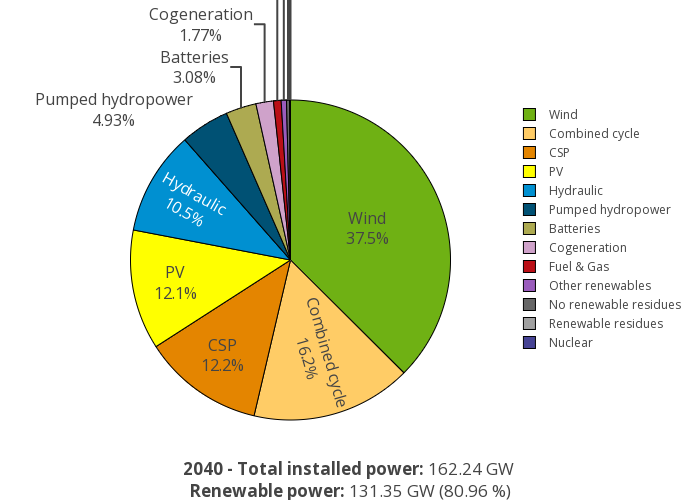 Cogeneration
1.77%
Batteries
3.08%
Pumped hydropower
4.93%
Wind
37.5%
Combined cycle
16.2%
CSP
12.2%
PV
12.1%
Hydraulic
10.5%
Wind
Combined cycle
CSP
PV
Hydraulic
Pumped hydropower
Batteries
Cogeneration
Fuel & Gas
Other renewables
No renewable residues
Renewable residues
Nuclear
2040 - Total installed power: 162.24 GW
Renewable power: 131.35 GW (80.96 %)